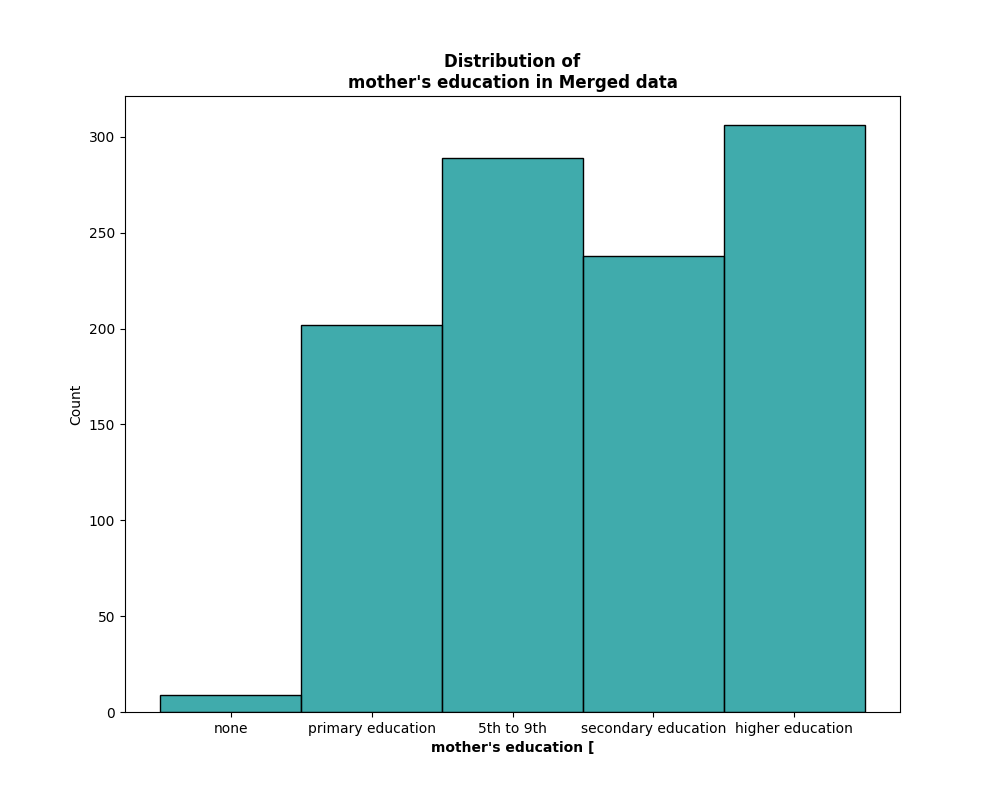 Distribution of
mother's education in Merged data
300
250
200
150
100
50
0
Count
none primary education 5th to 9th secondary education higher education
mother's education [